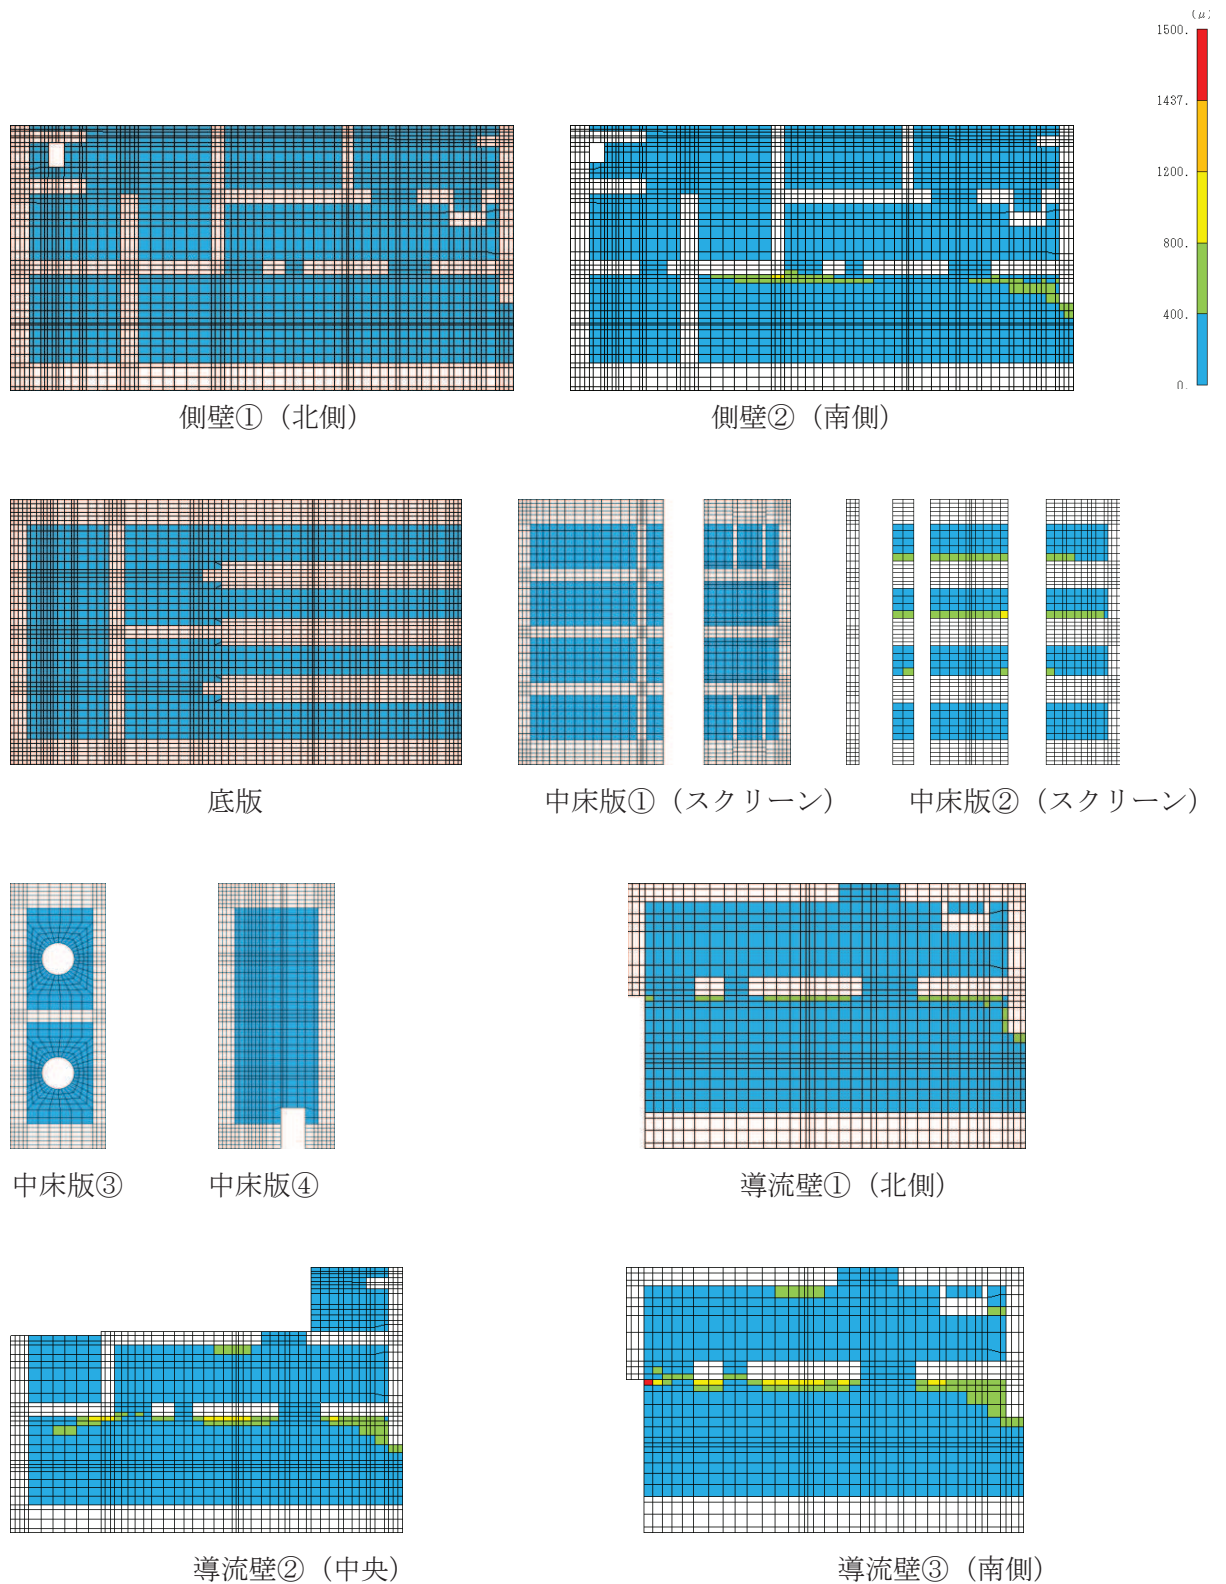 (μ)
1500.
1437.
1200.
800.
400.
0.
側壁①（北側）
側壁②（南側）
底版
中床版①（スクリーン）
中床版②（スクリーン）
中床版③
中床版④
導流壁①（北側）
導流壁②（中央）
導流壁③（南側）